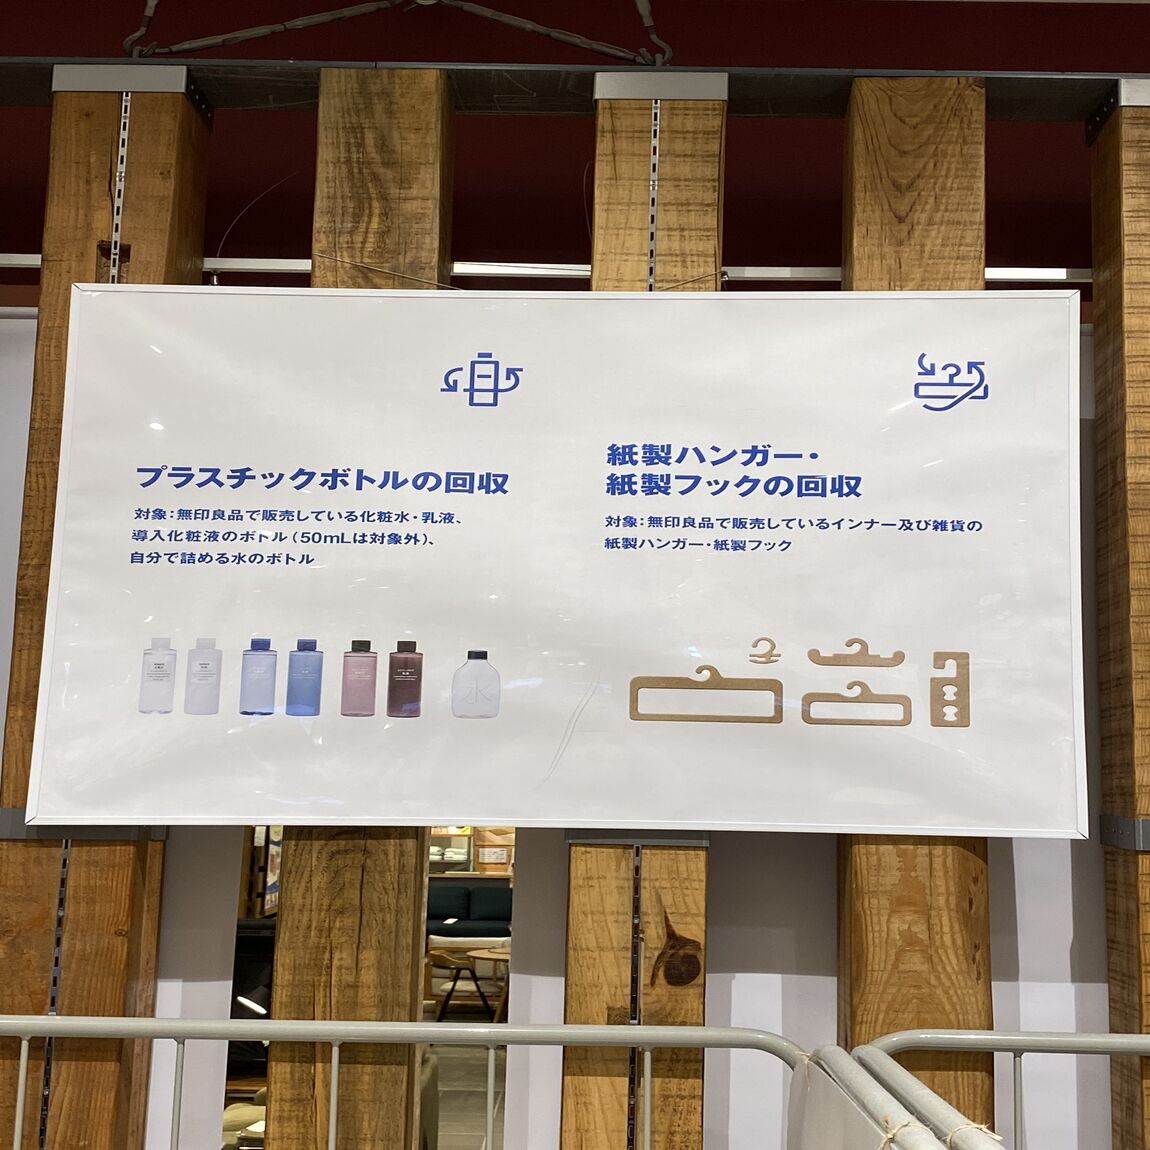 プラスチックボトルの回収
対象：無印良品で販売している化粧水・乳液、
導入化粧液のボトル（50mLは対象外）、
自分で詰める水のボトル
水
紙製ハンガー・
紙製フックの回収
対象：無印良品で販売しているインナー及び雑貨の
紙製ハンガー・紙製フック